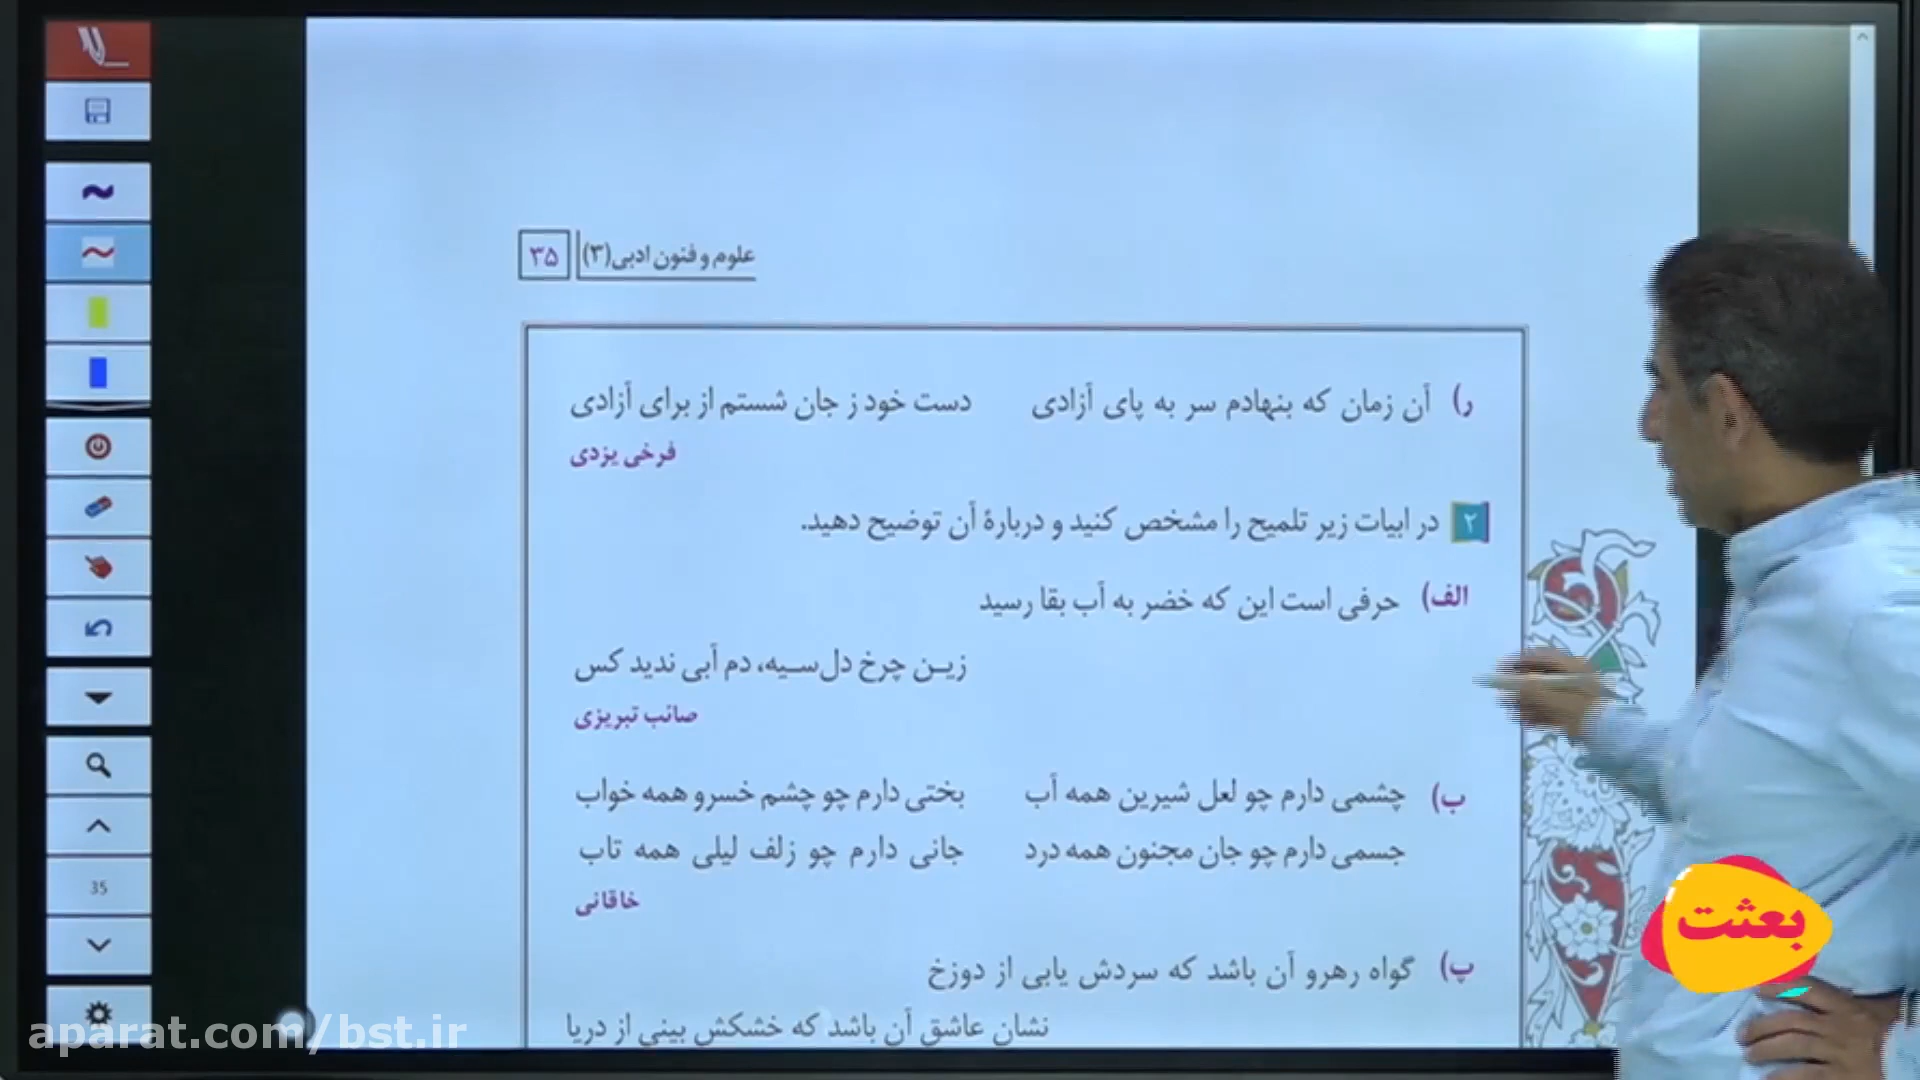 علوم و فنون ادبی(۳) ۳۵
ر) آن زمان که بنهادم سر به پای آزادی دست خود ز جان شستم از برای آزادی
فرخی یزدی
۲ در ابیات زیر تلمیح را مشخص کنید و دربارهٔ آن توضیح دهید.
الف) حرفی است این که خضر به آب بقا رسید
زیـن چرخ دل‌سـیه، دم آبی ندید کس
صائب تبریزی
ب) چشمی دارم چو لعل شیرین همه آب بختی دارم چو چشم خسرو همه خواب
جسمی دارم چو جان مجنون همه درد جانی دارم چو زلف لیلی همه تاب
خاقانی
پ) گواه رهرو آن باشد که سردش یابی از دوزخ
نشان عاشق آن باشد که خشکش بینی از دریا
35
بعثت
aparat.com/bst.ir